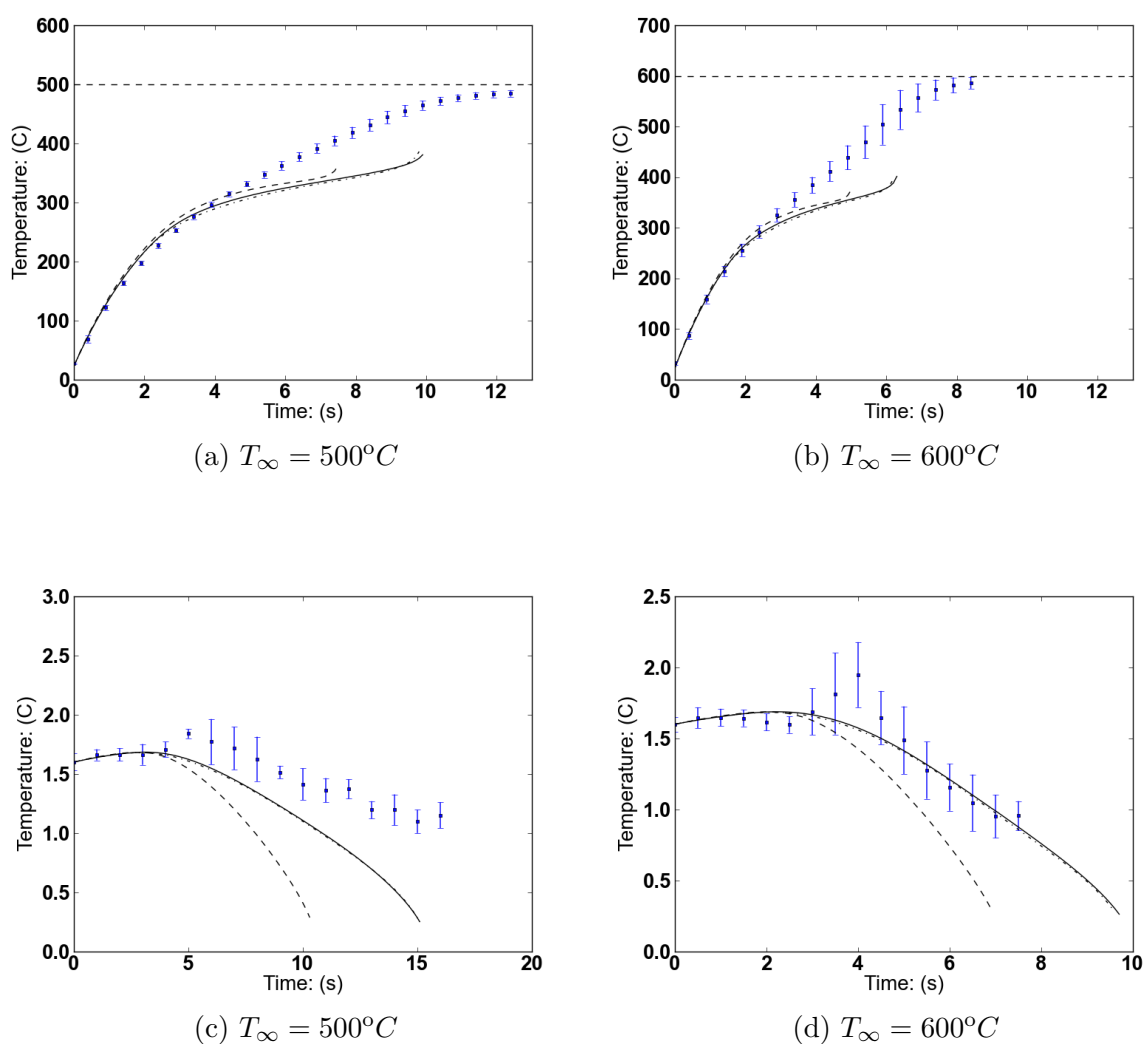 600
500
400
300
200
100
0
Temperature: (C)
0 2 4 6 8 10 12
Time: (s)
(a) T∞ = 500°C
700
600
500
400
300
200
100
0
Temperature: (C)
0 2 4 6 8 10 12
Time: (s)
(b) T∞ = 600°C
3.0
2.5
2.0
1.5
1.0
0.5
0.0
Temperature: (C)
0 5 10 15 20
Time: (s)
(c) T∞ = 500°C
2.5
2.0
1.5
1.0
0.5
0.0
Temperature: (C)
0 2 4 6 8 10
Time: (s)
(d) T∞ = 600°C